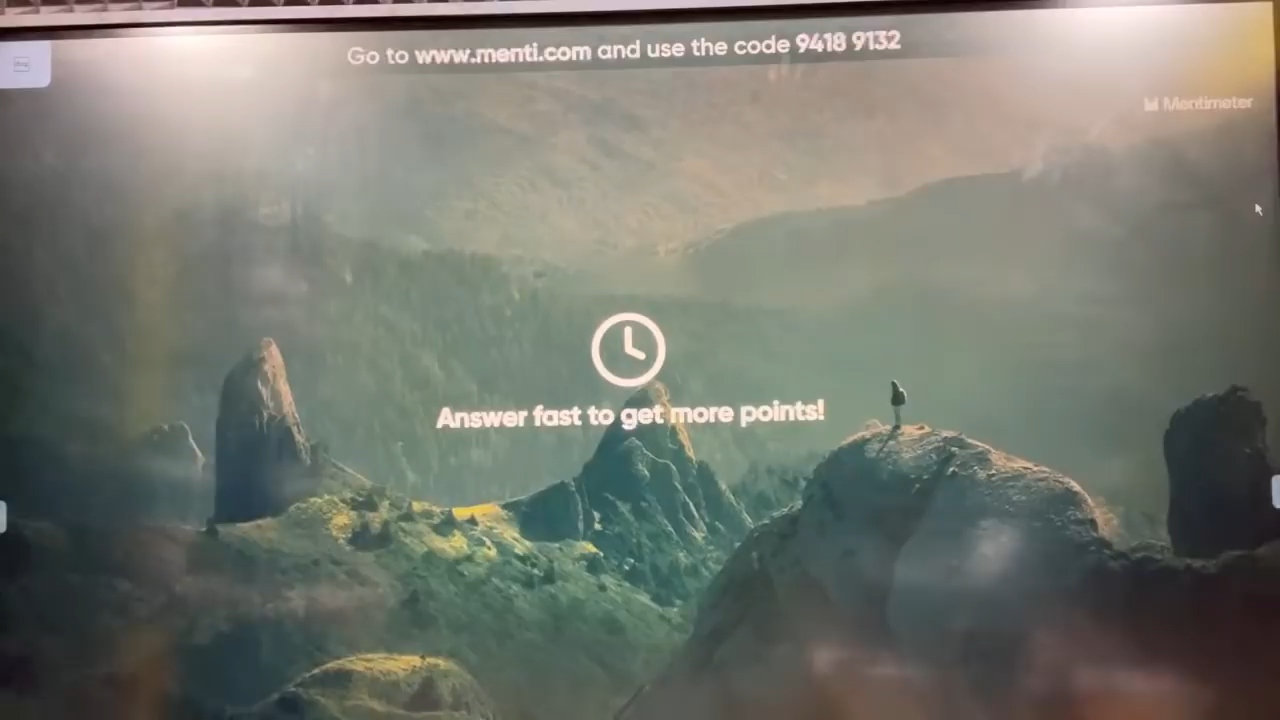 Go to www.menti.com and use the code 9418 9132
Mentimeter
Answer fast to get more points!